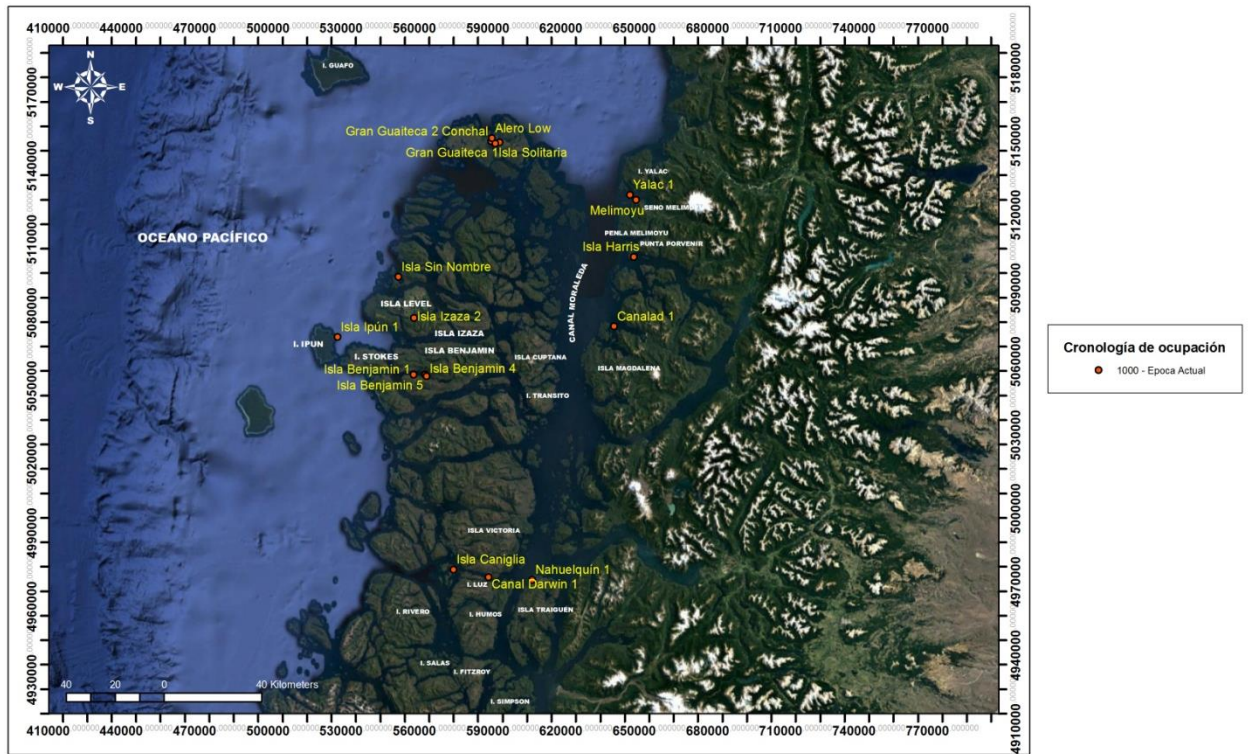 410000 440000 470000 500000 530000 560000 590000 620000 650000 680000 710000 740000 770000
N
W E
S
I. GUAFO
Gran Guaiteca 2 Conchal Alero Low
Gran Guaiteca 1 Isla Solitaria
I. YALAC
Yalac 1
Melimoyu SENO MELIMOYU
OCEANO PACÍFICO
PENLA MELIMOYU
Isla Harris PUNTA PORVENIR
Isla Sin Nombre
CANAL MORALEDA
ISLA LEVEL
Isla Izaza 2
Canalad 1
Isla Ipún 1
ISLA IZAZA
I. IPUN
I. STOKES
ISLA BENJAMIN
ISLA CUPTANA
Isla Benjamin 1 Isla Benjamin 4
ISLA MAGDALENA
Isla Benjamin 5
I. TRANSITO
ISLA VICTORIA
Isla Caniglia
Nahuelquín 1
I. LUZ
Canal Darwin 1
I. RIVERO
I. HUMOS
ISLA TRAIGUÉN
I. SALAS
I. FITZROY
I. SIMPSON
40 20 0 40 Kilometers
5180000
5170000
5150000
5140000
5120000
5110000
5090000
5080000
5060000
5050000
5030000
5020000
5000000
4990000
4970000
4960000
4940000
4930000
4910000
410000 440000 470000 500000 530000 560000 590000 620000 650000 680000 710000 740000 770000
Cronología de ocupación
1000 - Epoca Actual